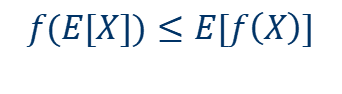 f(E[X]) ≤ E[f(X)]